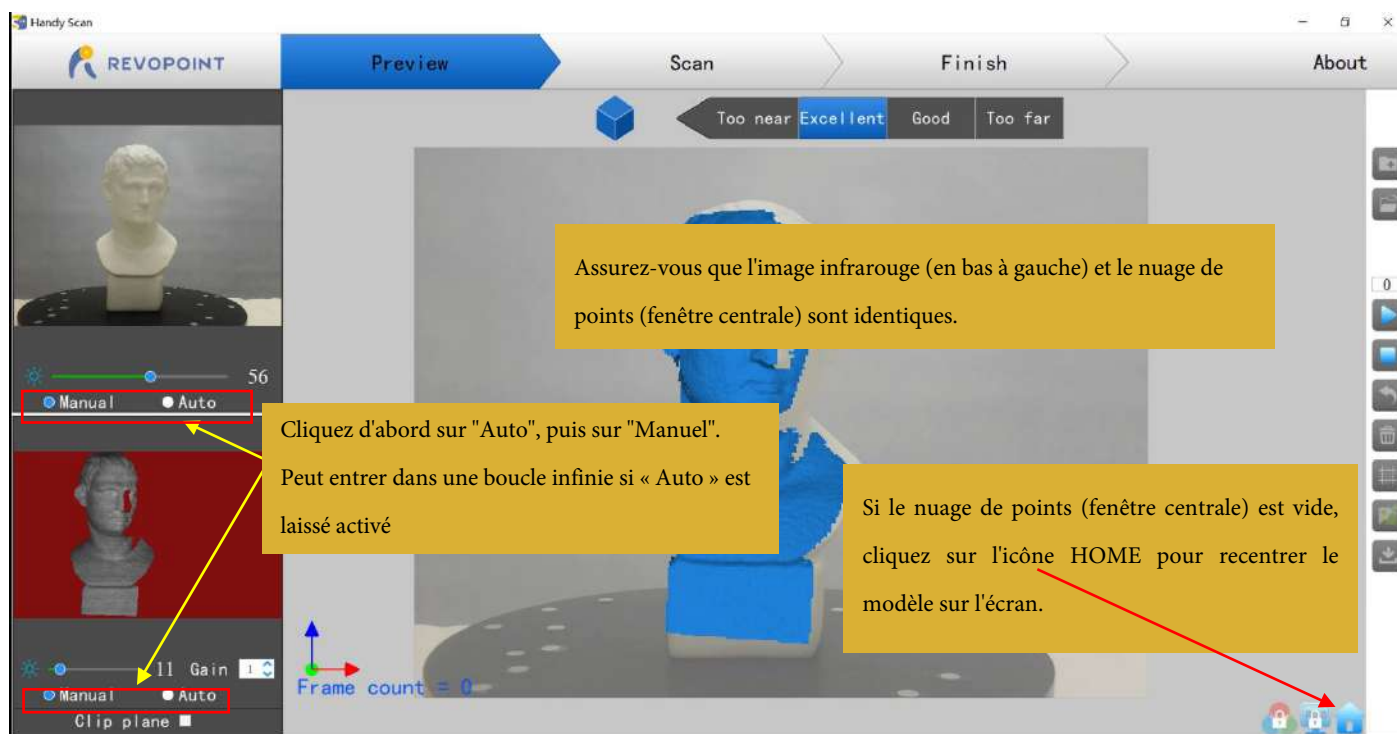 Handy Scan
REVOPOINT
Preview
Scan
Finish
About
Too near Excellent Good Too far
Assurez-vous que l'image infrarouge (en bas à gauche) et le nuage de
points (fenêtre centrale) sont identiques.
0
56
Manual Auto
Cliquez d'abord sur "Auto", puis sur "Manuel".
Peut entrer dans une boucle infinie si « Auto » est
laissé activé
Si le nuage de points (fenêtre centrale) est vide,
cliquez sur l'icône HOME pour recentrer le
modèle sur l'écran.
11 Gain 1
Manual Auto
Clip plane
Frame count = 0